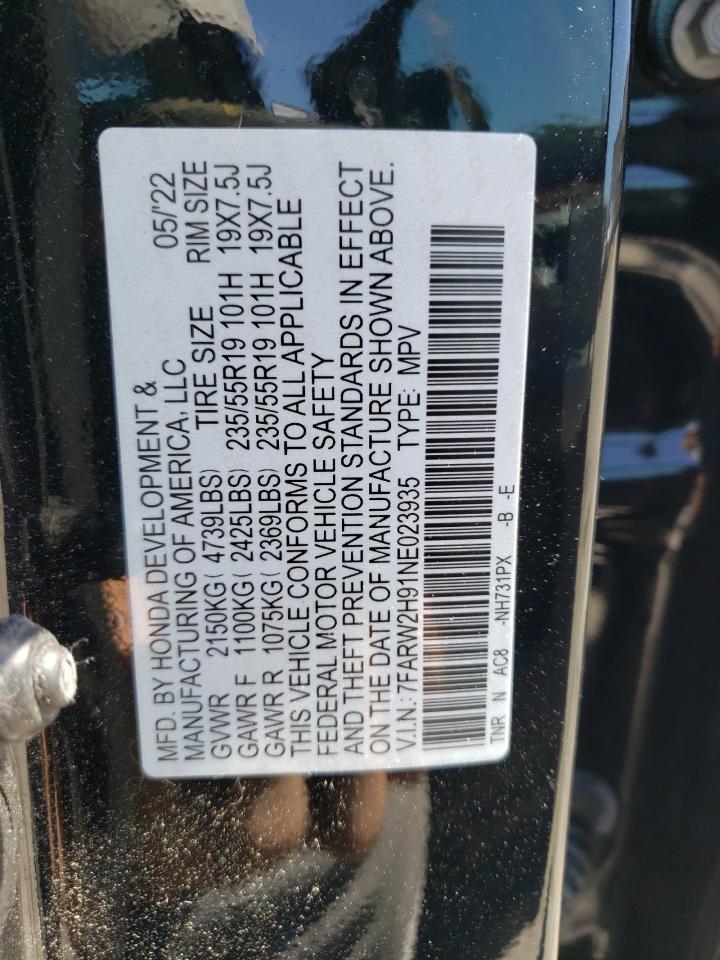 MFD. BY HONDA DEVELOPMENT & 05/'22
MANUFACTURING OF AMERICA, LLC
GVWR 2150KG( 4739LBS) TIRE SIZE RIM SIZE
GAWR F 1100KG( 2425LBS) 235/55R19 101H 19X7.5J
GAWR R 1075KG( 2369LBS) 235/55R19 101H 19X7.5J
THIS VEHICLE CONFORMS TO ALL APPLICABLE
FEDERAL MOTOR VEHICLE SAFETY
AND THEFT PREVENTION STANDARDS IN EFFECT
ON THE DATE OF MANUFACTURE SHOWN ABOVE.
V.I.N.: 7FARW2H91NE023935 TYPE: MPV
TNR N AC8 -NH731PX -B -E